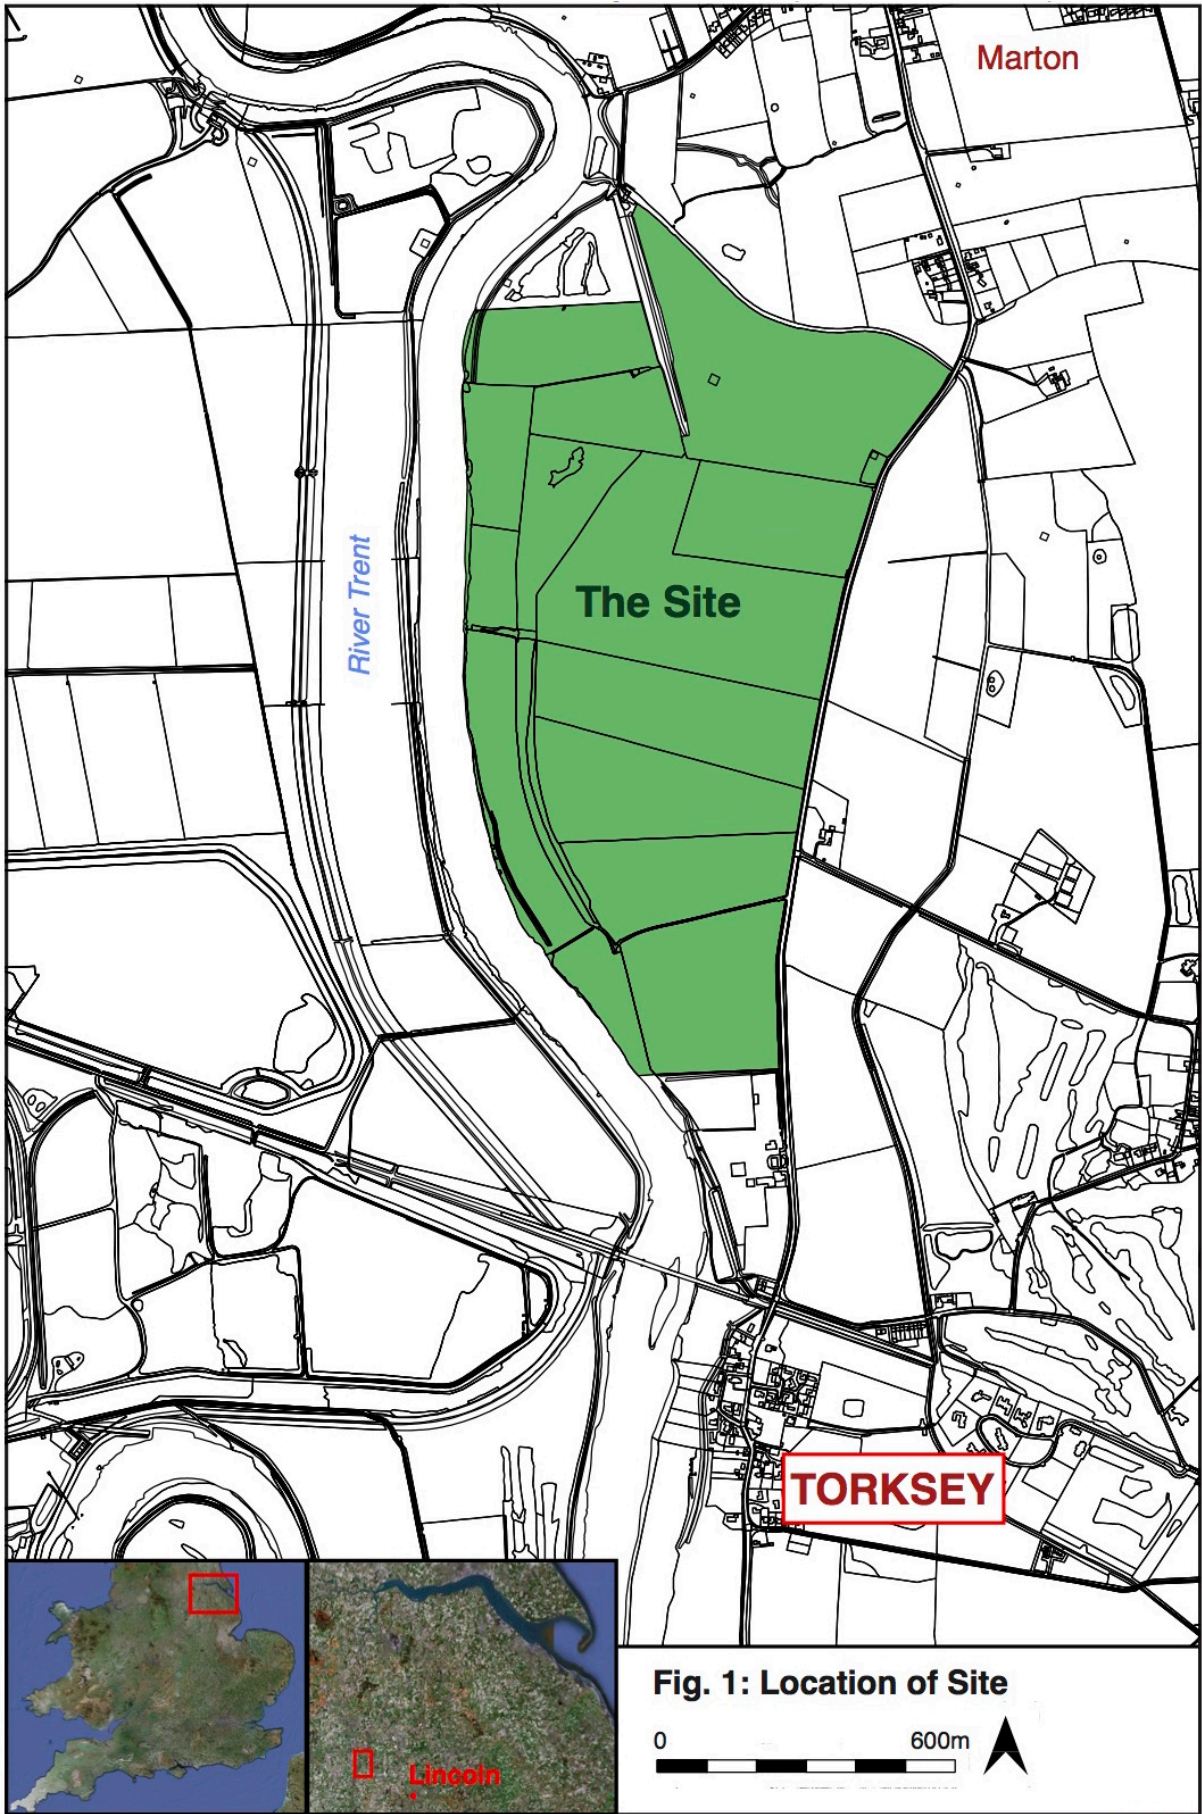 Marton
River Trent
The Site
TORKSEY
Lincoln
Fig. 1: Location of Site
0 600m